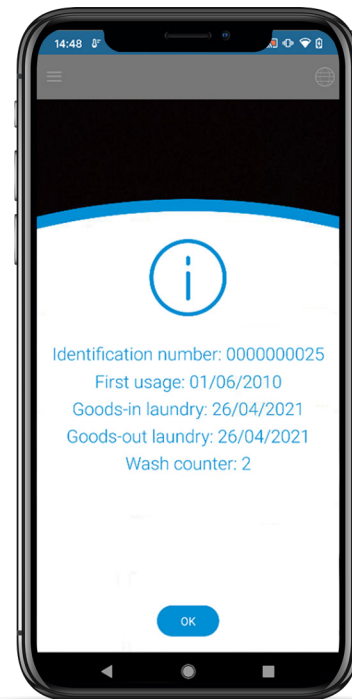 14:48
Identification number: 0000000025
First usage: 01/06/2010
Goods-in laundry: 26/04/2021
Goods-out laundry: 26/04/2021
Wash counter: 2
OK